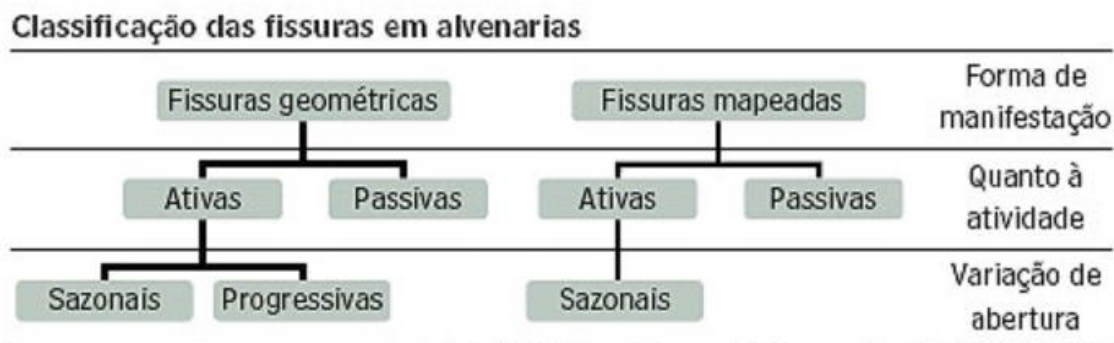 Classificação das fissuras em alvenarias
Fissuras geométricas
Fissuras mapeadas
Forma de
manifestação
Ativas
Passivas
Ativas
Passivas
Quanto à
atividade
Sazonais
Progressivas
Sazonais
Variação de
abertura